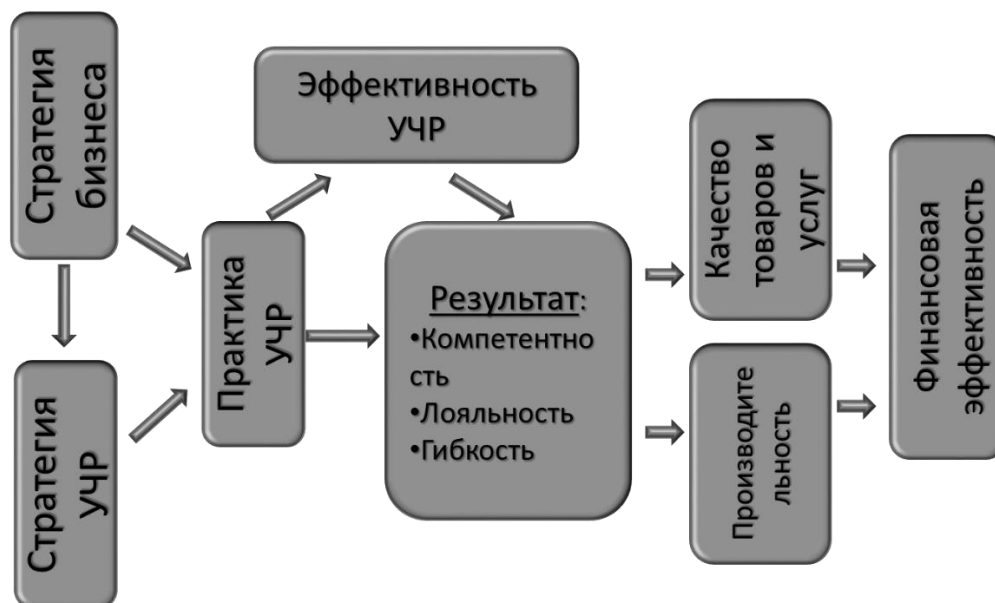 Стратегия
бизнеса
Стратегия
УЧР
Практика
УЧР
Эффективность
УЧР
Результат:
•Компетентно
сть
•Лояльность
•Гибкость
Качество
товаров и
услуг
Производите
льность
Финансовая
эффективность